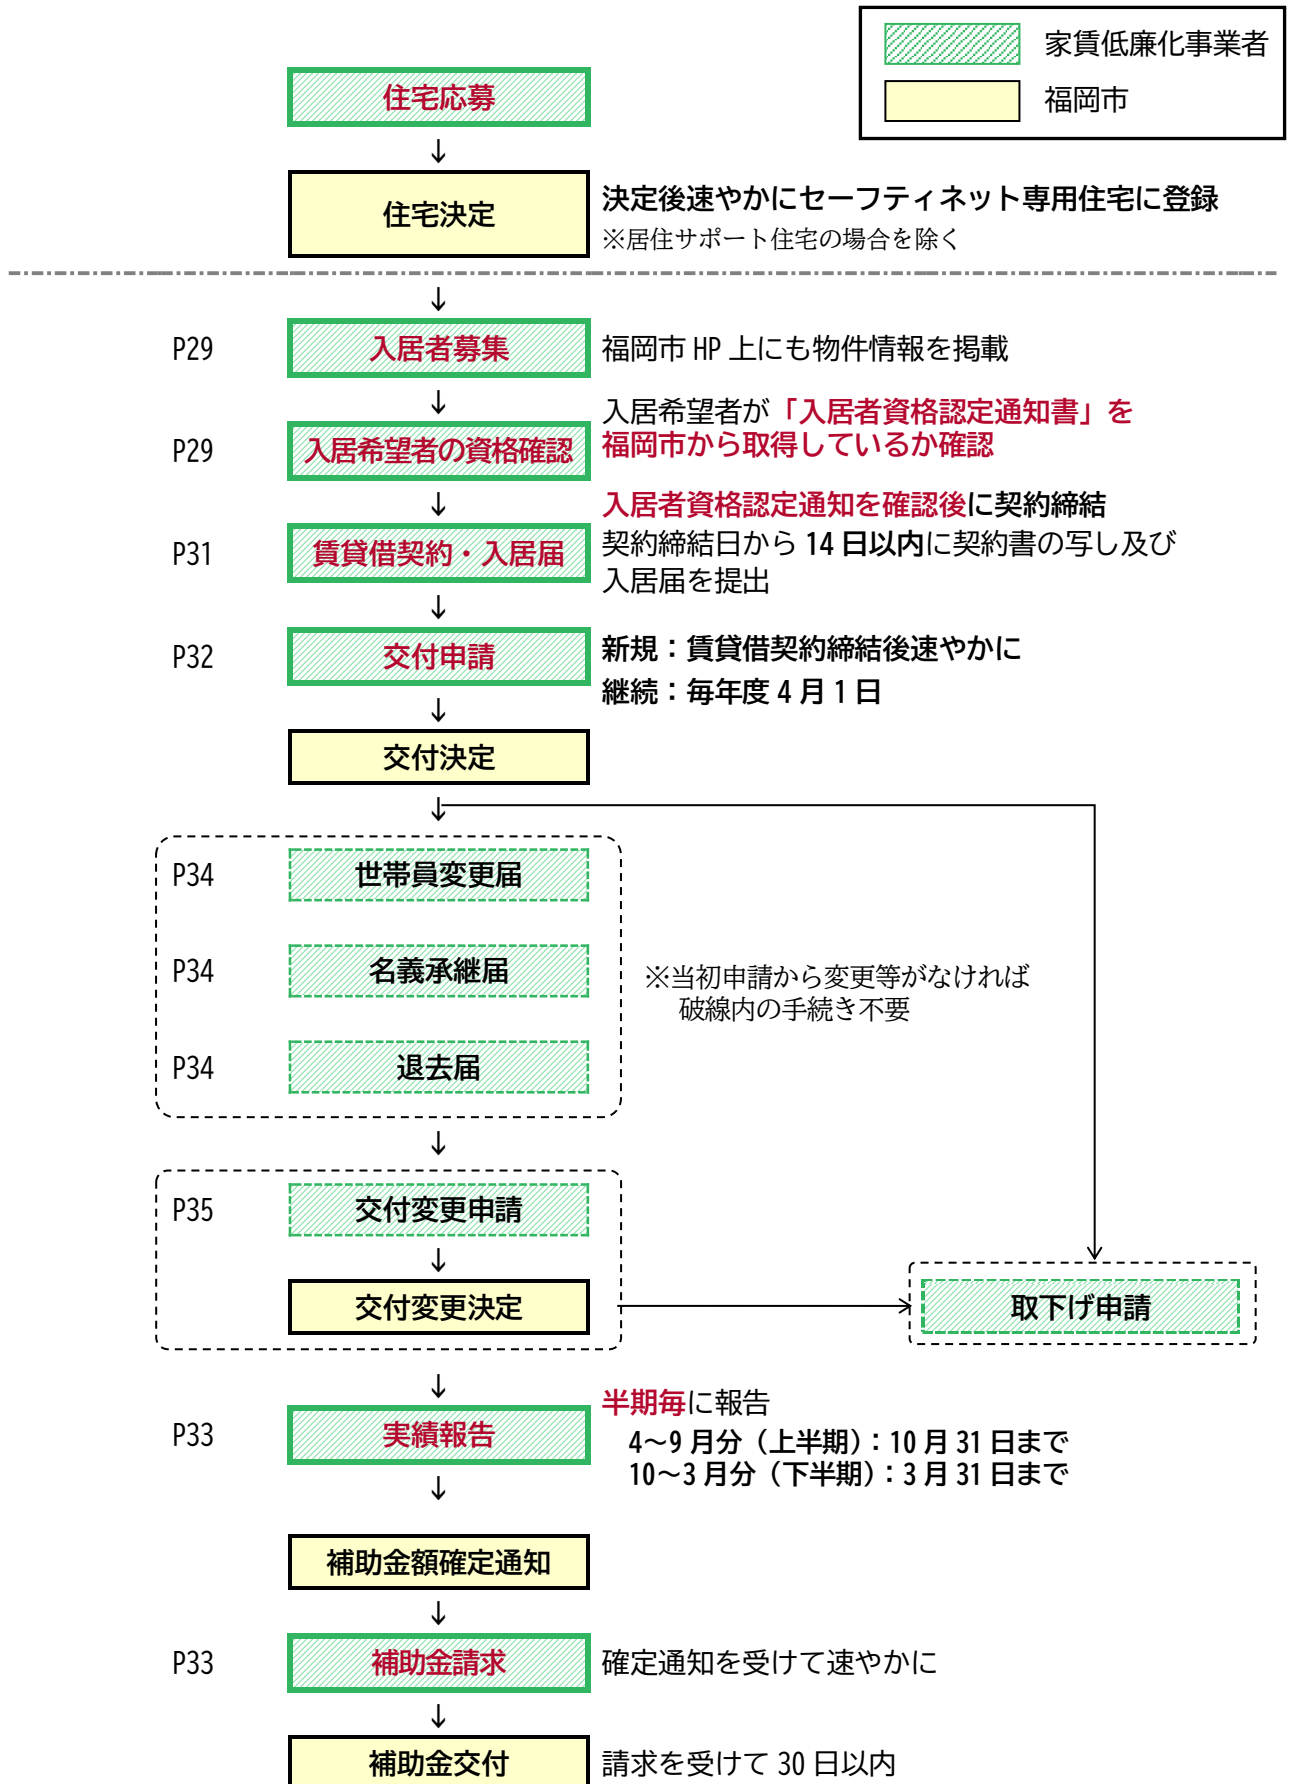 家賃低廉化事業者
福岡市
住宅応募
↓
住宅決定
決定後速やかにセーフティネット専用住宅に登録
※居住サポート住宅の場合を除く
↓
P29
入居者募集
福岡市 HP 上にも物件情報を掲載
↓
P29
入居希望者の資格確認
入居希望者が「入居者資格認定通知書」を
福岡市から取得しているか確認
↓
P31
賃貸借契約・入居届
入居者資格認定通知を確認後に契約締結
契約締結日から 14 日以内に契約書の写し及び
入居届を提出
↓
P32
交付申請
新規：賃貸借契約締結後速やかに
継続：毎年度 4 月 1 日
↓
交付決定
↓
P34
世帯員変更届
P34
名義承継届
※当初申請から変更等がなければ
破線内の手続き不要
P34
退去届
↓
P35
交付変更申請
↓
交付変更決定
取下げ申請
↓
P33
実績報告
半期毎に報告
4～9 月分（上半期）：10 月 31 日まで
10～3 月分（下半期）：3 月 31 日まで
↓
補助金額確定通知
↓
P33
補助金請求
確定通知を受けて速やかに
↓
補助金交付
請求を受けて 30 日以内